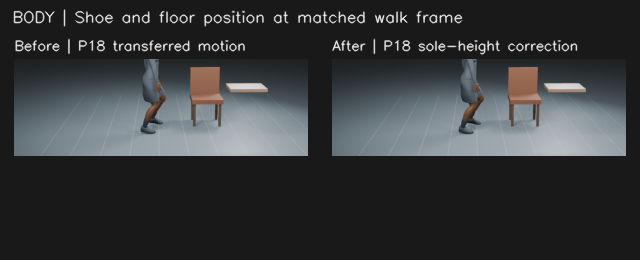 BODY | Shoe and floor position at matched walk frame
Before | P18 transferred motion
After | P18 sole-height correction